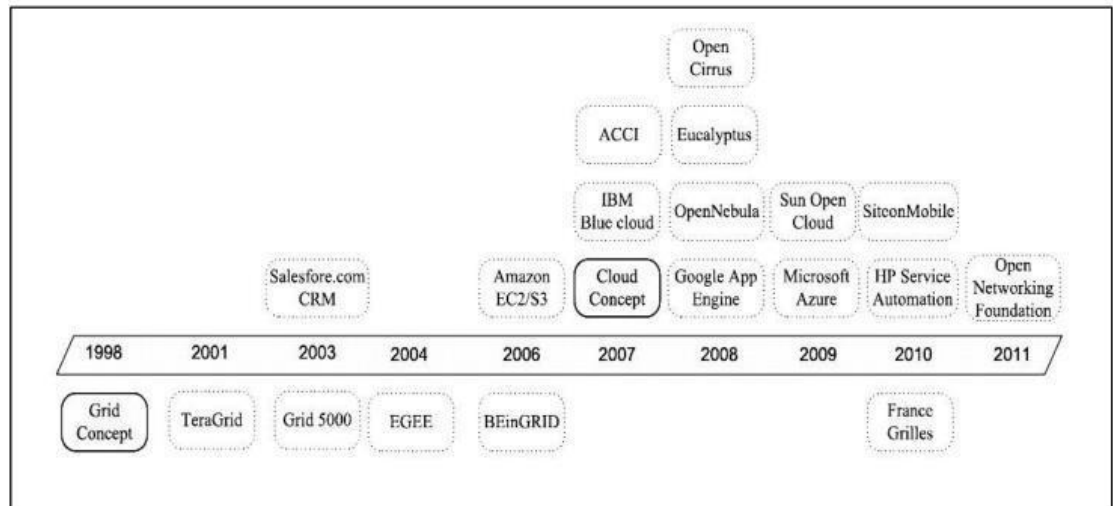 Open
Cirrus
ACCI
Eucalyptus
IBM
Blue cloud
OpenNebula
Sun Open
Cloud
SiteonMobile
Salesfore.com
CRM
Amazon
EC2/S3
Cloud
Concept
Google App
Engine
Microsoft
Azure
HP Service
Automation
Open
Networking
Foundation
1998 2001 2003 2004 2006 2007 2008 2009 2010 2011
Grid
Concept
TeraGrid
Grid 5000
EGEE
BEinGRID
France
Grilles